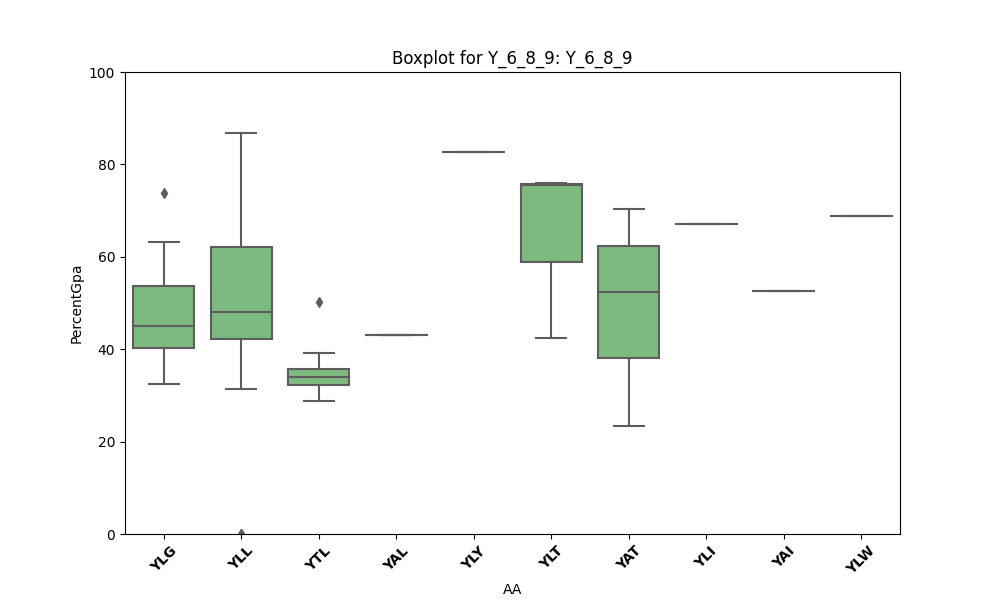 Boxplot for Y_6_8_9: Y_6_8_9
100
80
60
40
20
0
PercentGpa
YLG YLL YTL YAL YLY YLT YAT YLI YAI YLW
AA